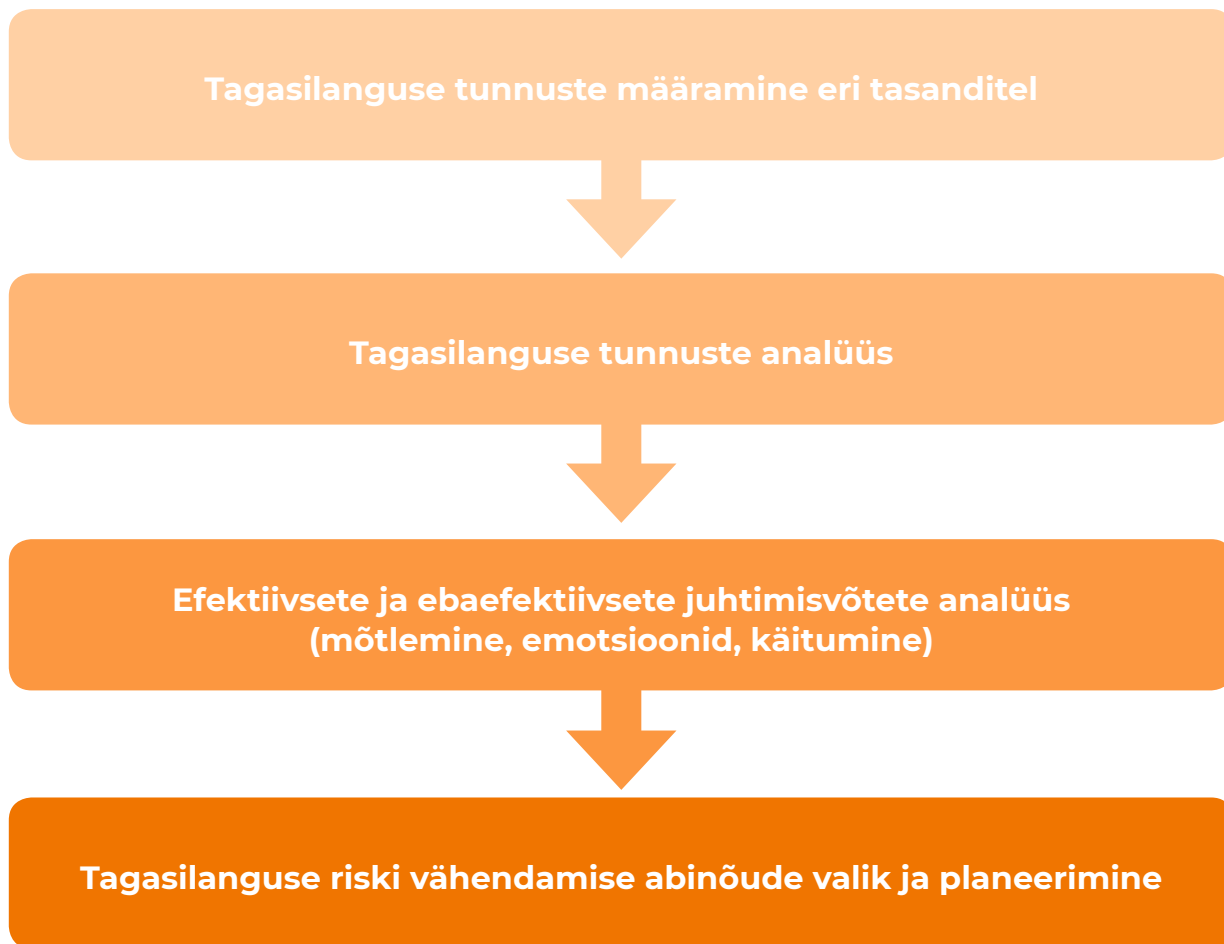 Tagasilanguse tunnuste määramine eri tasanditel
Tagasilanguse tunnuste analüüs
Efektiivsete ja ebaefektiivsete juhtimisvõtete analüüs
(mõtlemine, emotsioonid, käitumine)
Tagasilanguse riski vähendamise abinõude valik ja planeerimine